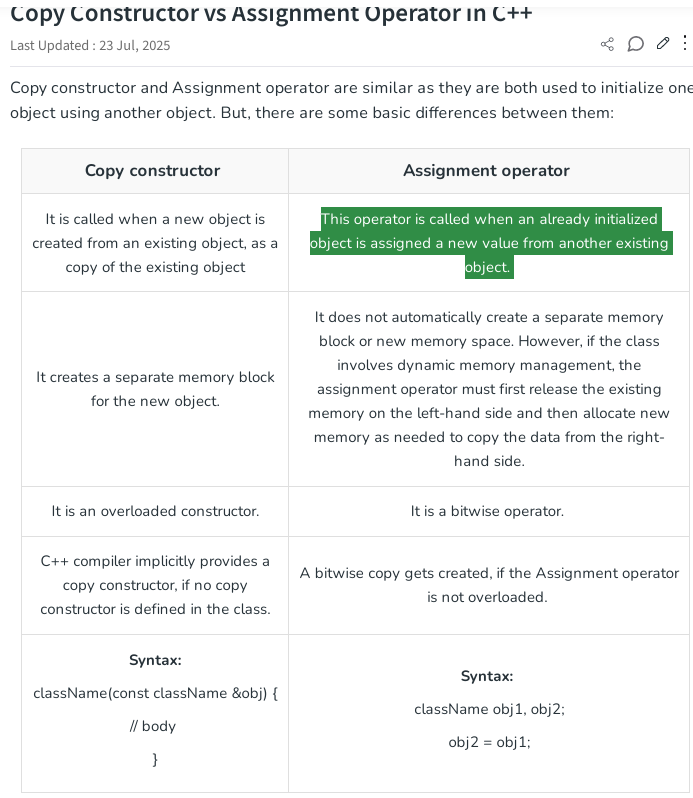 Copy Constructor vs Assignment Operator in C++
Last Updated : 23 Jul, 2025
Copy constructor and Assignment operator are similar as they are both used to initialize one
object using another object. But, there are some basic differences between them:
Copy constructor
Assignment operator
It is called when a new object is
created from an existing object, as a
copy of the existing object
This operator is called when an already initialized
object is assigned a new value from another existing
object.
It creates a separate memory block
for the new object.
It does not automatically create a separate memory
block or new memory space. However, if the class
involves dynamic memory management, the
assignment operator must first release the existing
memory on the left-hand side and then allocate new
memory as needed to copy the data from the right-
hand side.
It is an overloaded constructor.
It is a bitwise operator.
C++ compiler implicitly provides a
copy constructor, if no copy
constructor is defined in the class.
A bitwise copy gets created, if the Assignment operator
is not overloaded.
Syntax:
className(const className &obj) {
// body
}
Syntax:
className obj1, obj2;
obj2 = obj1;